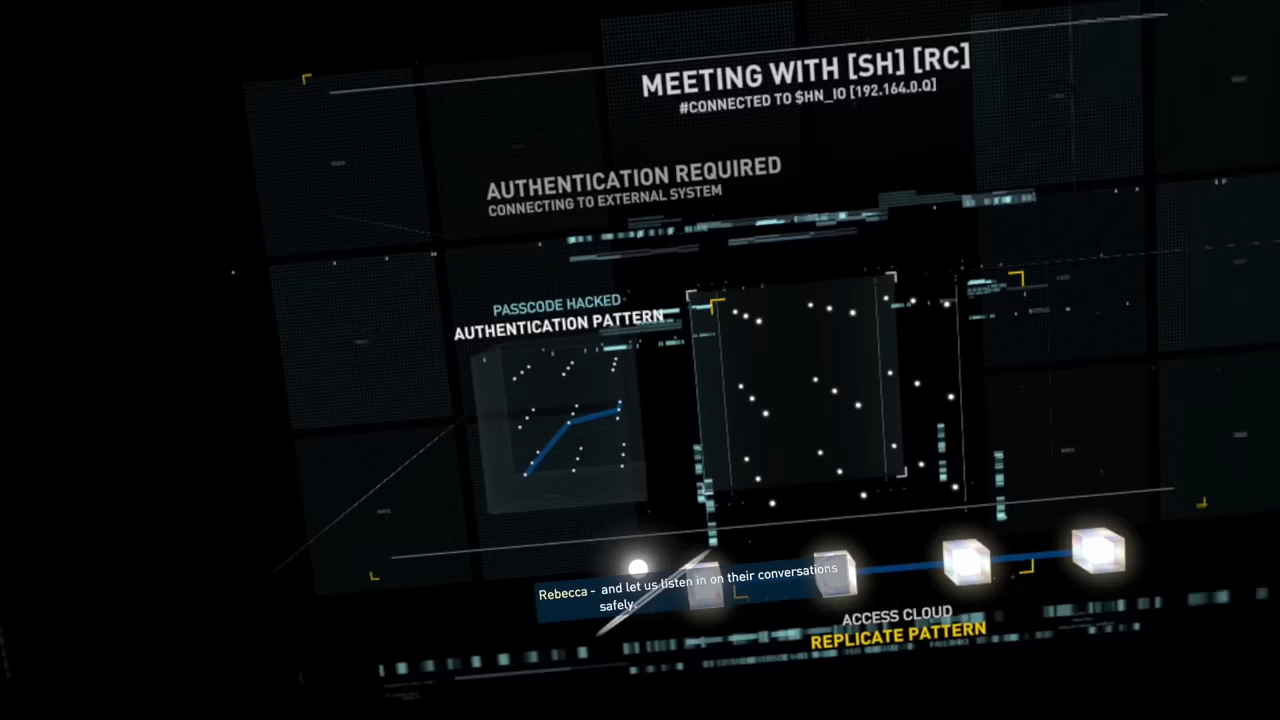 MEETING WITH [SH] [RC]
#CONNECTED TO $HN_IO [192.164.0.Q]
AUTHENTICATION REQUIRED
CONNECTING TO EXTERNAL SYSTEM
PASSCODE HACKED
AUTHENTICATION PATTERN
Rebecca - and let us listen in on their conversations
safely.
ACCESS CLOUD
REPLICATE PATTERN